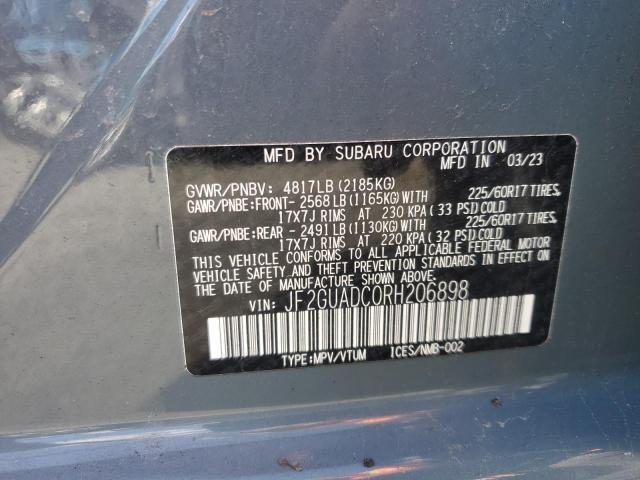 MFD BY SUBARU CORPORATION
MFD IN 03/23
GVWR/PNBV: 4817LB (2185KG)
GAWR/PNBE:FRONT- 2568 LB (1165KG) WITH 225/60R17 TIRES,
17X7J RIMS AT 230 KPA ( 33 PSI) COLD
GAWR/PNBE: REAR - 2491 LB (1130KG) WITH 225/60R17 TIRES,
17X7J RIMS AT 220 KPA ( 32 PSI) COLD
THIS VEHICLE CONFORMS TO ALL APPLICABLE FEDERAL MOTOR
VEHICLE SAFETY AND THEFT PREVENTION STANDARDS IN EFFECT ON
THE DATE OF MANUFACTURE SHOWN ABOVE.
VIN: JF2GUADC0RH206898
TYPE:MPV/VTUM ICES/NMB-002